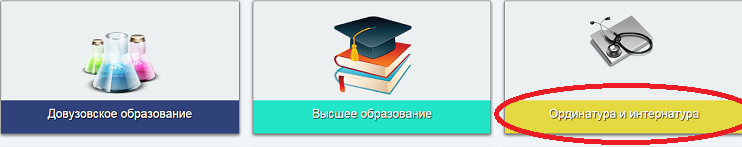 Довузовское образование
Высшее образование
Ординатура и интернатура